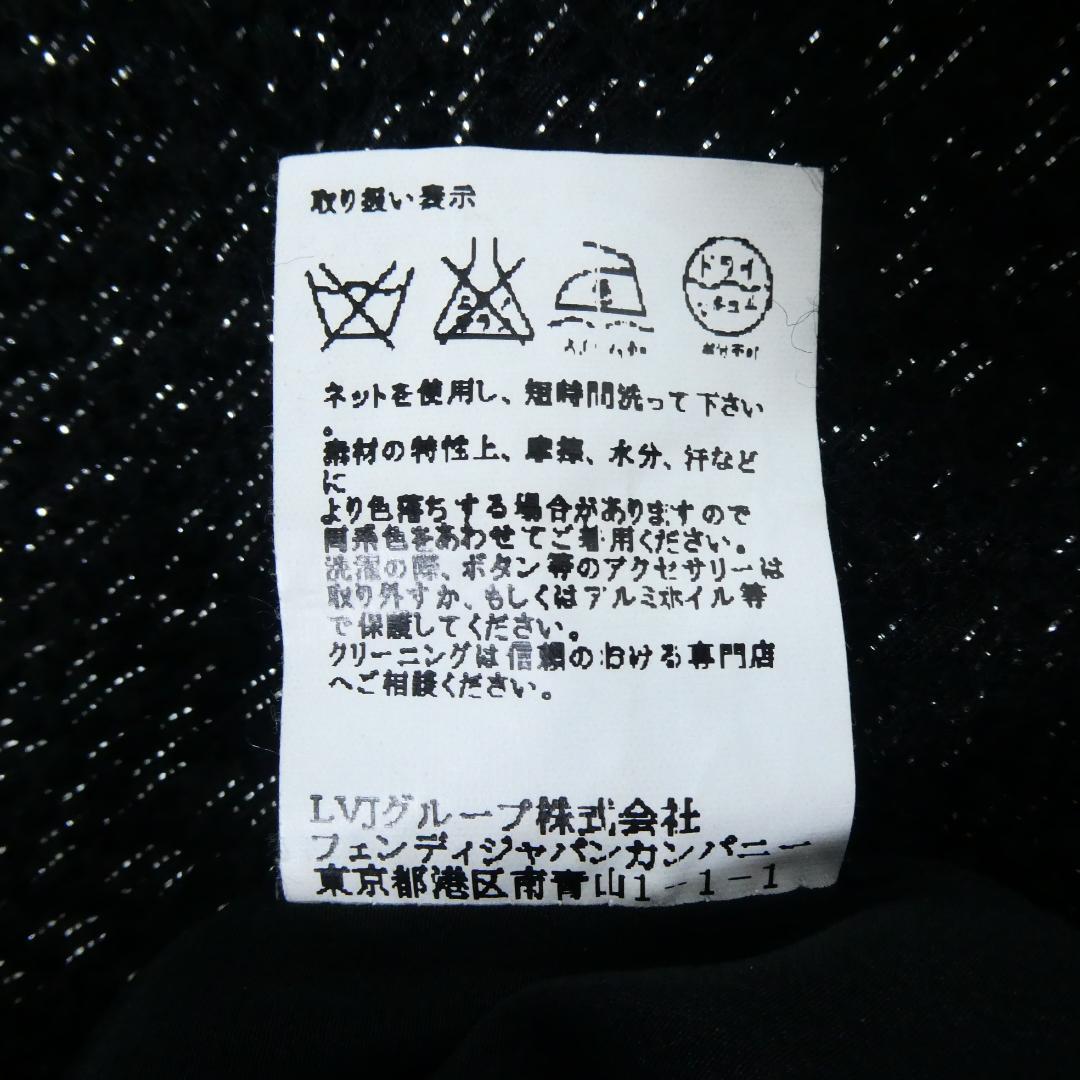 取り扱い表示
ドライ
ネットを使用し、短時間洗って下さい
。
素材の特性上、摩擦、水分、汗など
に
より色落ちする場合がありますので
同系色をあわせてご着用ください。
洗濯の際、ボタン等のアクセサリーは
取り外すか、もしくはアルミホイル等
で保護してください。
クリーニングは信頼のおける専門店
へご相談ください。
LVJグループ株式会社
フェンディジャパンカンパニー
東京都港区南青山1-1-1